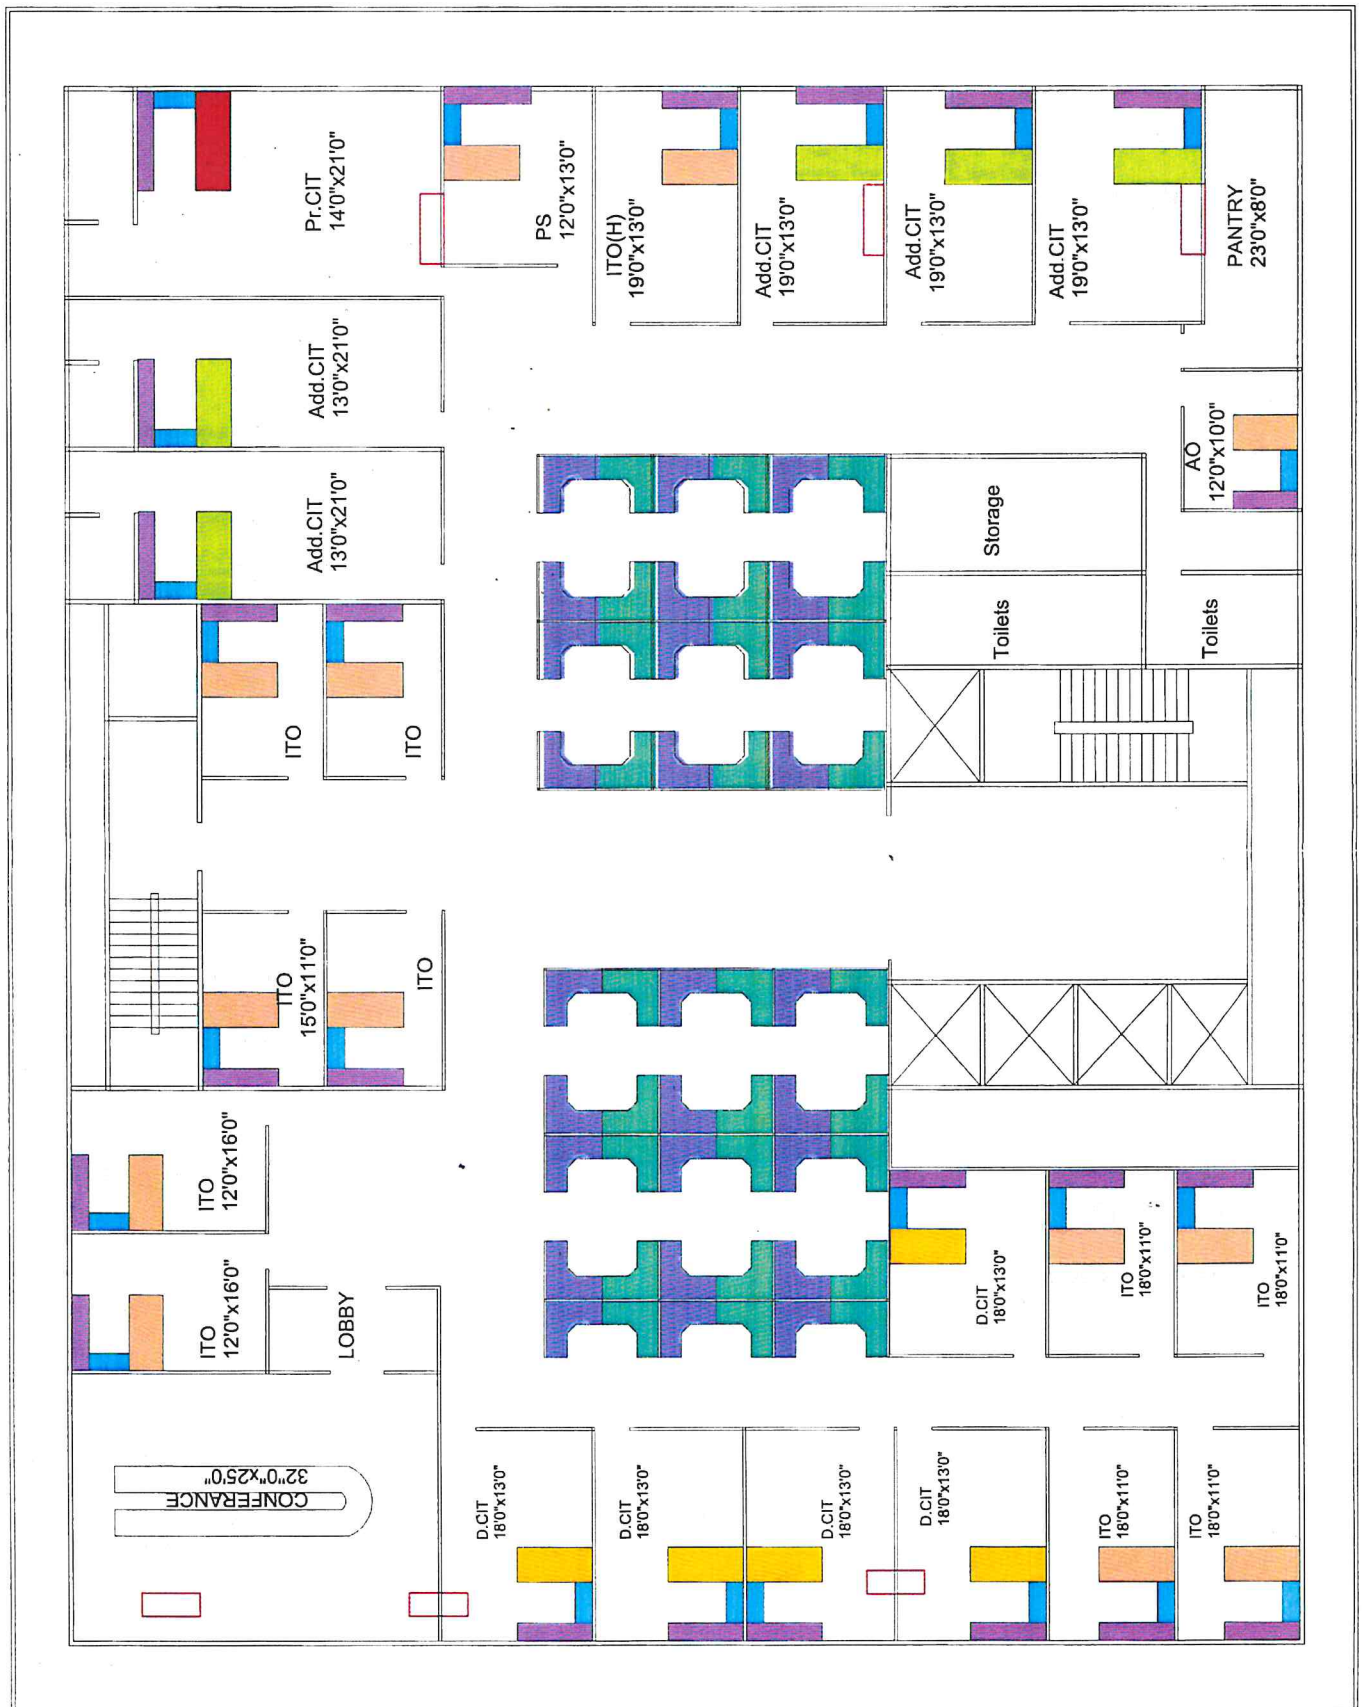 Pr.CIT
14'0"x21'0"
PS
12'0"x13'0"
ITO(H)
19'0"x13'0"
Add.CIT
19'0"x13'0"
Add.CIT
19'0"x13'0"
Add.CIT
19'0"x13'0"
PANTRY
23'0"x8'0"
Add.CIT
13'0"x21'0"
Add.CIT
13'0"x21'0"
AO
12'0"x10'0"
Storage
Toilets
Toilets
ITO
ITO
ITO
15'0"x11'0"
ITO
ITO
12'0"x16'0"
ITO
12'0"x16'0"
LOBBY
D.CIT
18'0"x13'0"
ITO
18'0"x11'0"
ITO
18'0"x11'0"
CONFERANCE
32'0"x25'0"
D.CIT
18'0"x13'0"
D.CIT
18'0"x13'0"
D.CIT
18'0"x13'0"
D.CIT
18'0"x13'0"
ITO
18'0"x11'0"
ITO
18'0"x11'0"